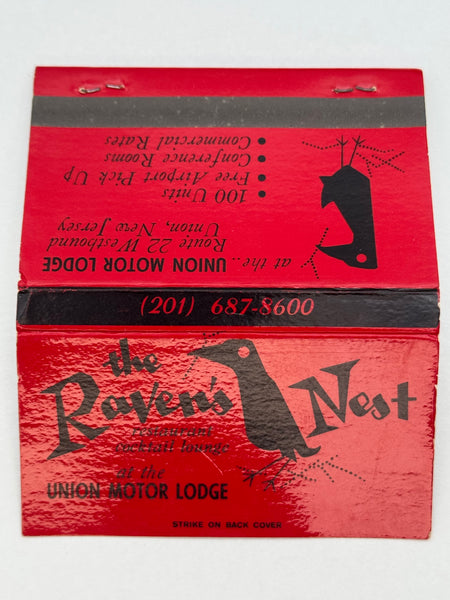 the
Raven's Nest
restaurant
cocktail lounge
at the
UNION MOTOR LODGE
STRIKE ON BACK COVER
(201) 687-8600
at the..
UNION MOTOR LODGE
Route 22 Westbound
Union, New Jersey
• 100 Units
• Free Airport Pick Up
• Conference Rooms
• Commercial Rates